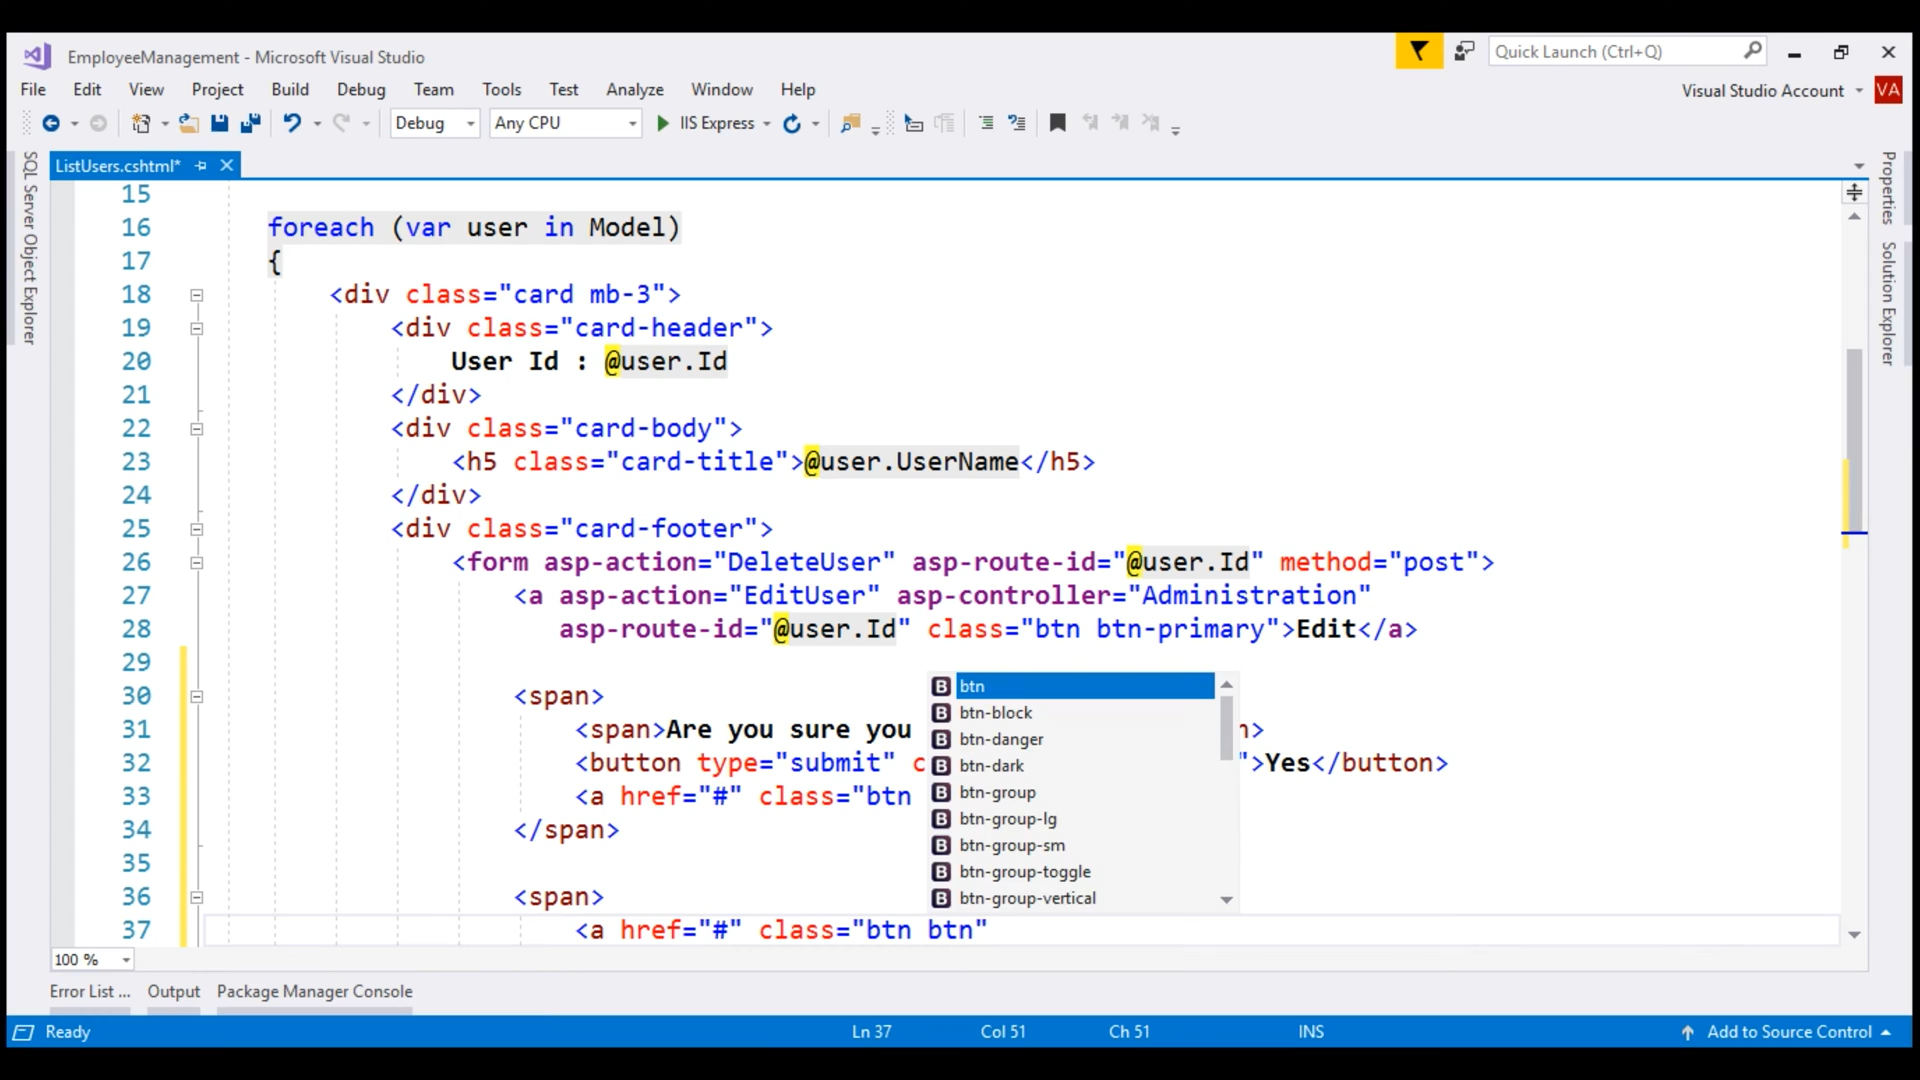 EmployeeManagement - Microsoft Visual Studio
Quick Launch (Ctrl+Q)
File Edit View Project Build Debug Team Tools Test Analyze Window Help
Visual Studio Account VA
Debug Any CPU IIS Express
SQL Server Object Explorer
ListUsers.cshtml*
Properties
Solution Explorer
15
16 foreach (var user in Model)
17 {
18 <div class="card mb-3">
19 <div class="card-header">
20 User Id : @user.Id
21 </div>
22 <div class="card-body">
23 <h5 class="card-title">@user.UserName</h5>
24 </div>
25 <div class="card-footer">
26 <form asp-action="DeleteUser" asp-route-id="@user.Id" method="post">
27 <a asp-action="EditUser" asp-controller="Administration"
28 asp-route-id="@user.Id" class="btn btn-primary">Edit</a>
29
30 <span>
31 <span>Are you sure you n>
32 <button type="submit" c ">Yes</button>
33 <a href="#" class="btn
34 </span>
35
36 <span>
37 <a href="#" class="btn btn"
btn
btn-block
btn-danger
btn-dark
btn-group
btn-group-lg
btn-group-sm
btn-group-toggle
btn-group-vertical
100 %
Error List ... Output Package Manager Console
Ready Ln 37 Col 51 Ch 51 INS Add to Source Control